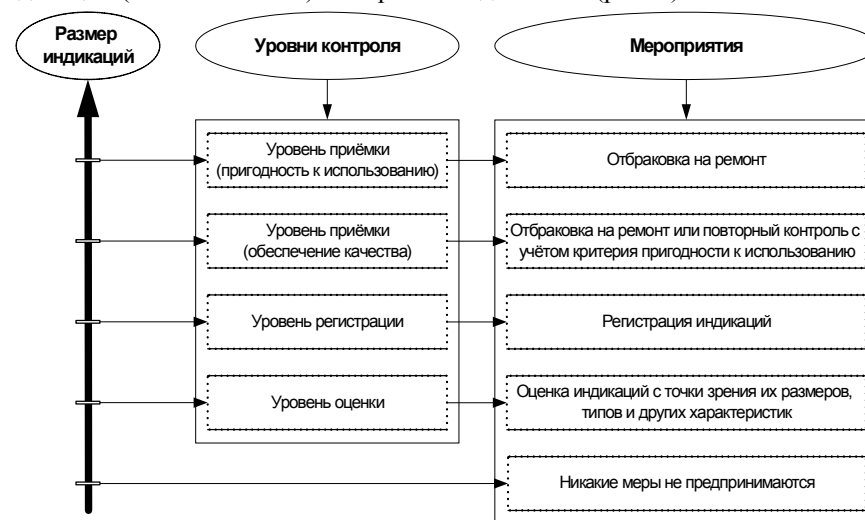 Размер
индикаций
Уровни контроля
Мероприятия
Уровень приёмки
(пригодность к использованию)
Отбраковка на ремонт
Уровень приёмки
(обеспечение качества)
Отбраковка на ремонт или повторный контроль с
учётом критерия пригодности к использованию
Уровень регистрации
Регистрация индикаций
Уровень оценки
Оценка индикаций с точки зрения их размеров,
типов и других характеристик
Никакие меры не предпринимаются